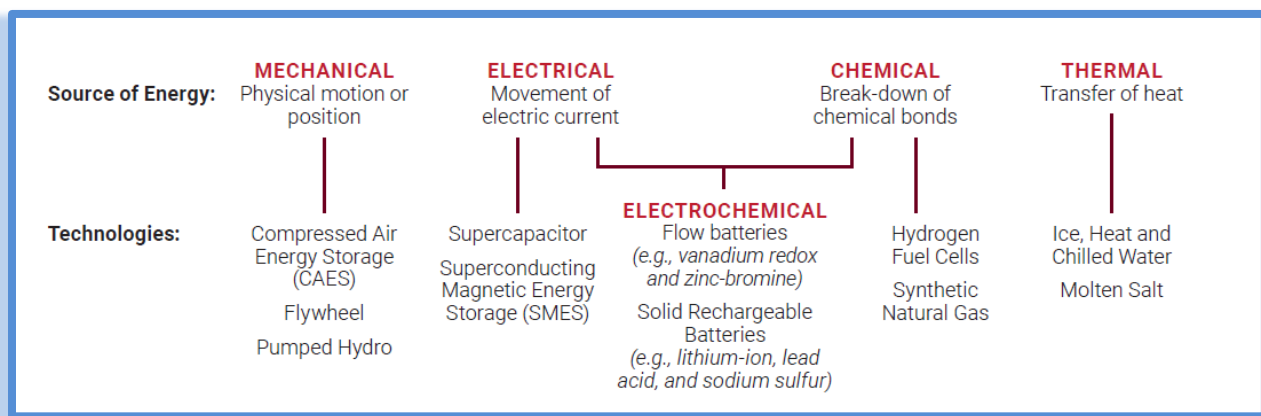 MECHANICAL
Source of Energy: Physical motion or
position
ELECTRICAL
Movement of
electric current
CHEMICAL
Break-down of
chemical bonds
THERMAL
Transfer of heat
Technologies:
Compressed Air
Energy Storage
(CAES)
Flywheel
Pumped Hydro
Supercapacitor
Superconducting
Magnetic Energy
Storage (SMES)
ELECTROCHEMICAL
Flow batteries
(e.g., vanadium redox
and zinc-bromine)
Solid Rechargeable
Batteries
(e.g., lithium-ion, lead
acid, and sodium sulfur)
Hydrogen
Fuel Cells
Synthetic
Natural Gas
Ice, Heat and
Chilled Water
Molten Salt